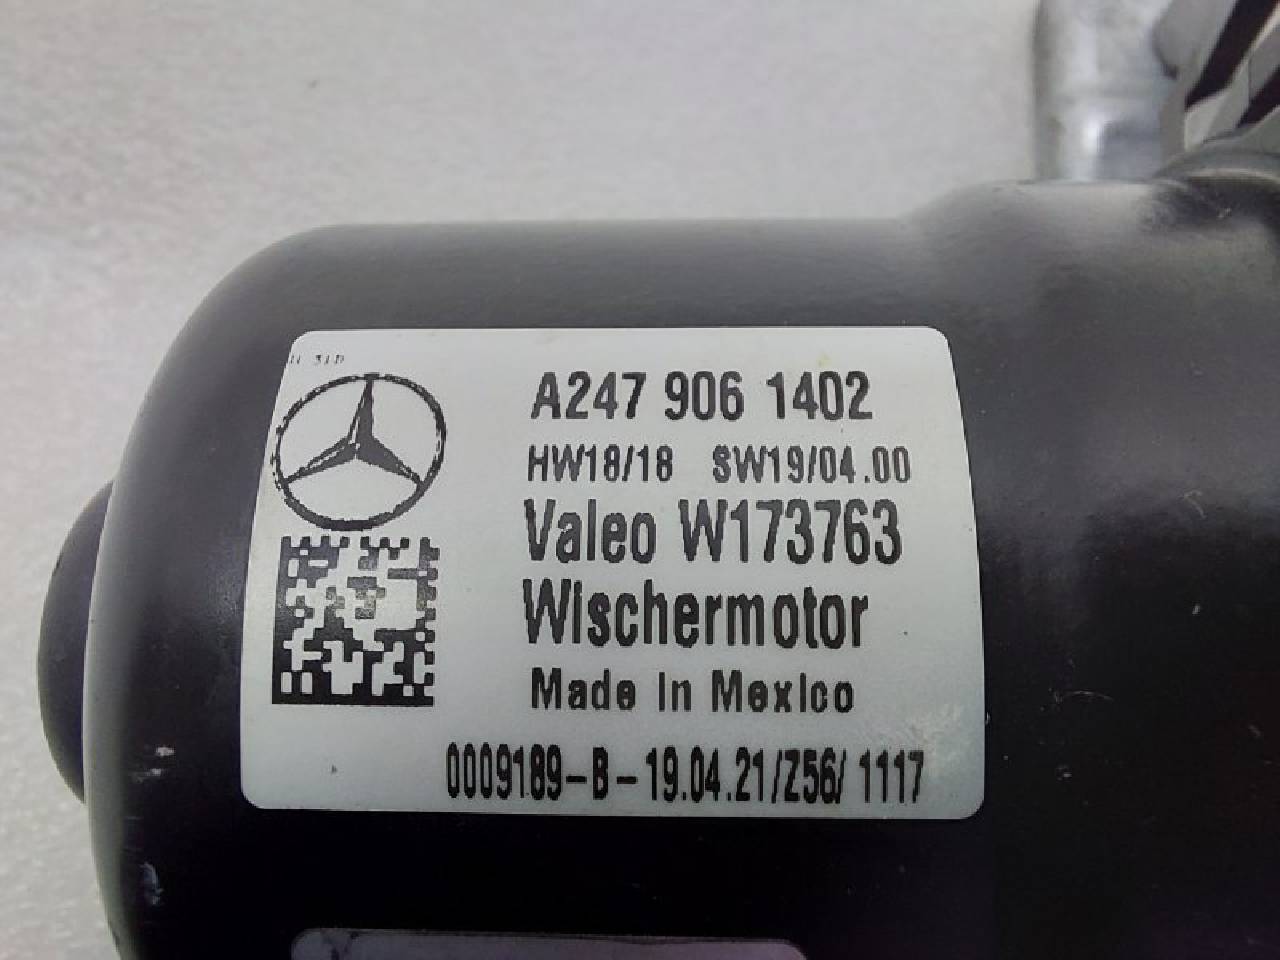 A247 906 1402
HW18/18 SW19/04.00
Valeo W173763
Wischermotor
Made in Mexico
0009189-B-19.04.21/Z56/1117